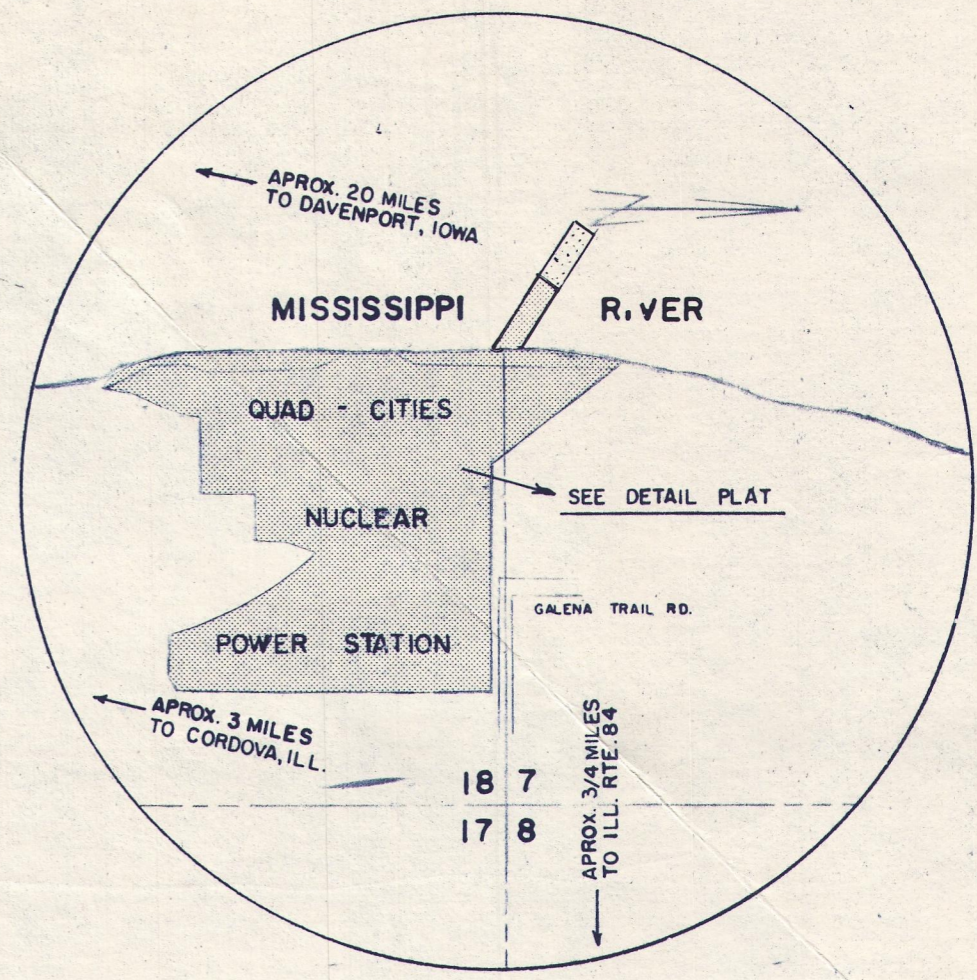 APROX. 20 MILES
TO DAVENPORT, IOWA
MISSISSIPPI RIVER
QUAD - CITIES
SEE DETAIL PLAT
NUCLEAR
GALENA TRAIL RD.
POWER STATION
APROX. 3 MILES
TO CORDOVA, ILL.
APROX. 3/4 MILES
TO ILL. RTE. 84
18 7
17 8